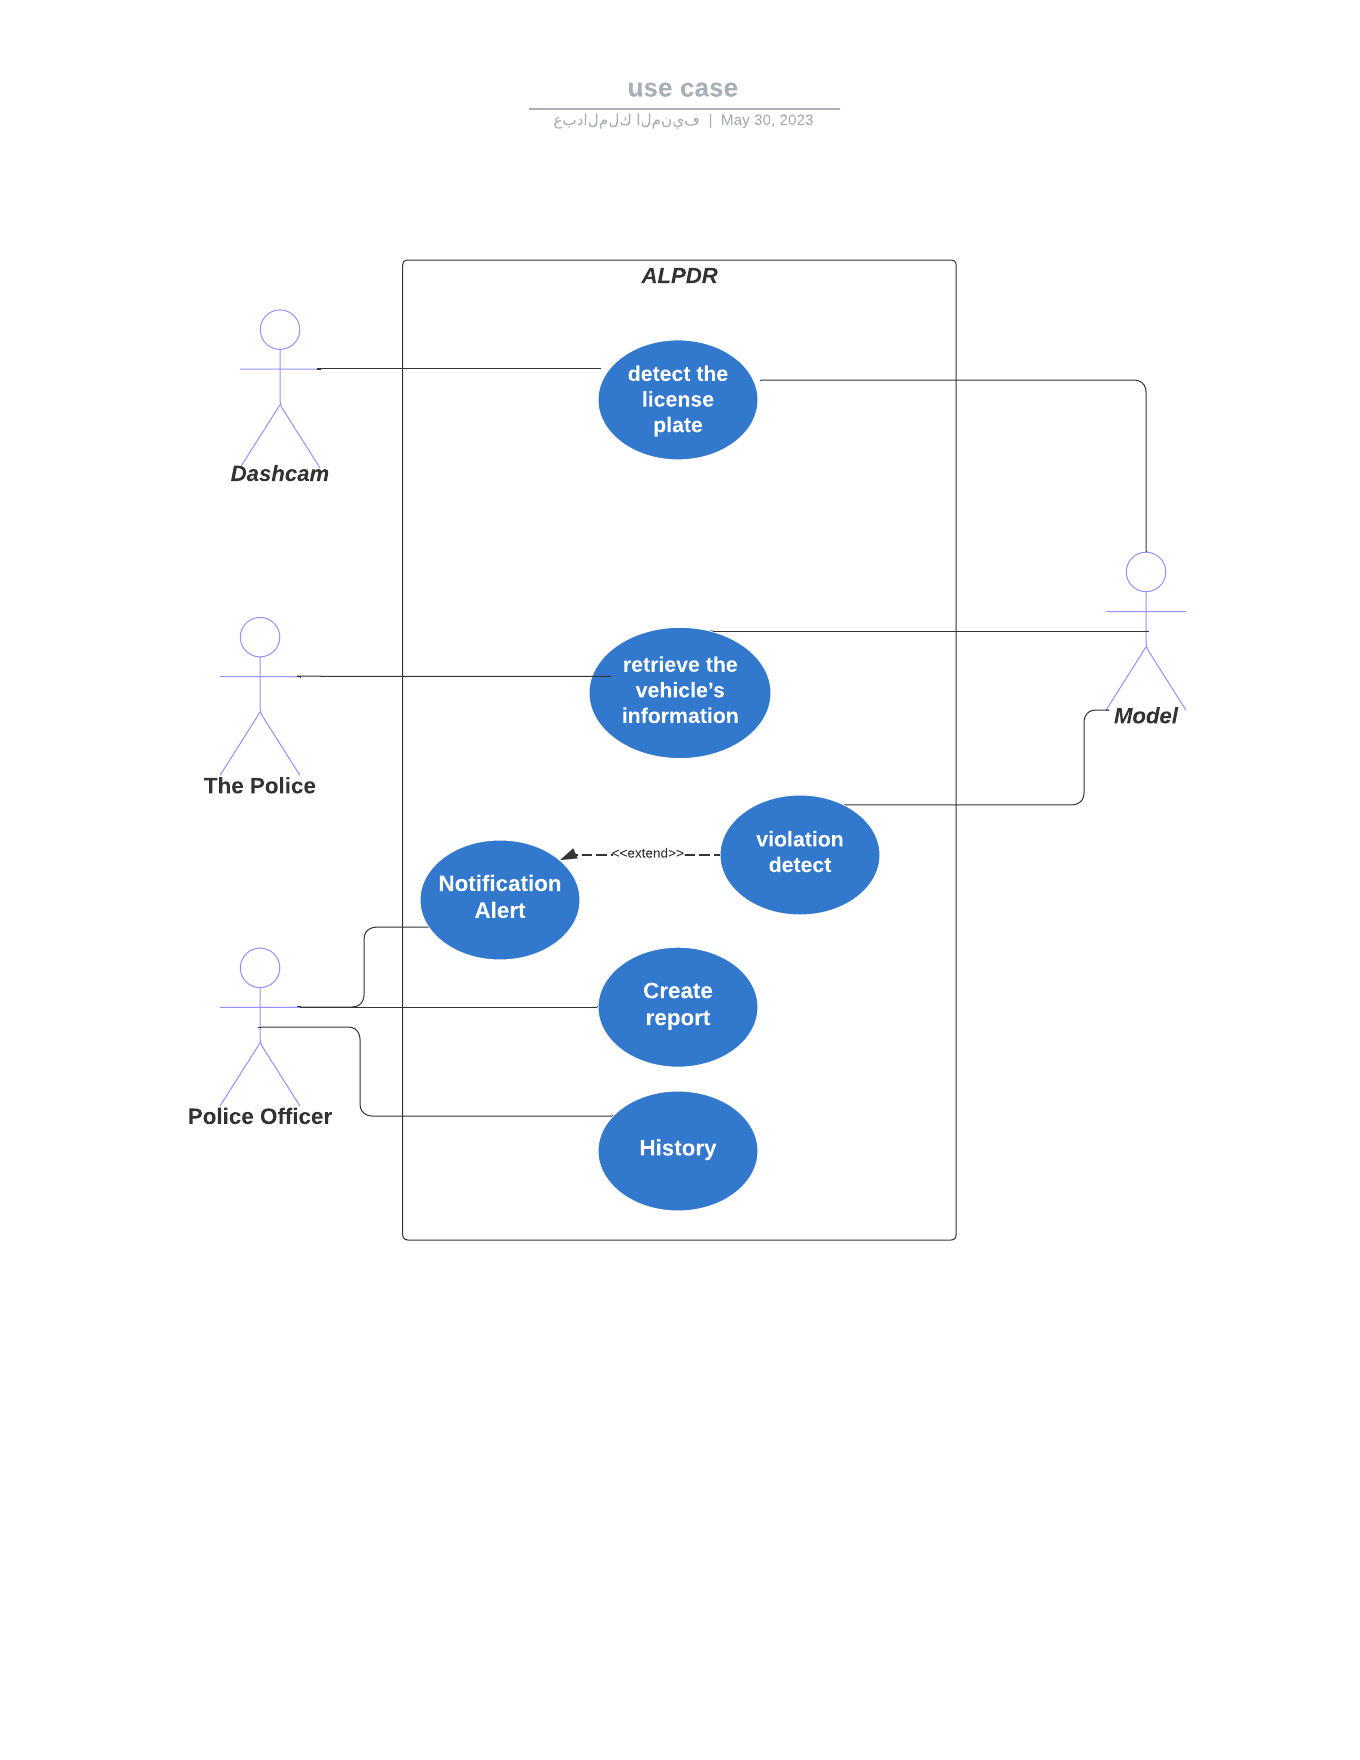 use case
عبدالملك المنيف | May 30, 2023
ALPDR
detect the
license
plate
Dashcam
retrieve the
vehicle’s
information
Model
The Police
violation
detect
<<extend>>
Notification
Alert
Create
report
Police Officer
History